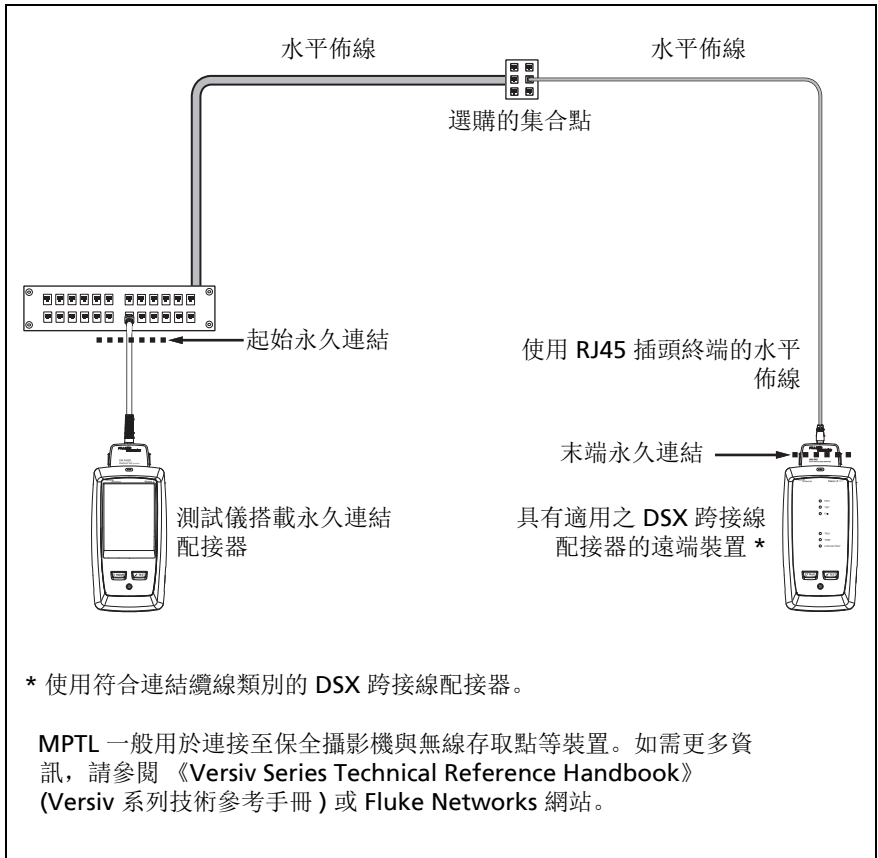 水平佈線
水平佈線
選購的集合點
起始永久連結
使用 RJ45 插頭終端的水平
佈線
末端永久連結
測試儀搭載永久連結
配接器
具有適用之 DSX 跨接線
配接器的遠端裝置 *
* 使用符合連結纜線類別的 DSX 跨接線配接器。
MPTL 一般用於連接至保全攝影機與無線存取點等裝置。如需更多資
訊，請參閱 《Versiv Series Technical Reference Handbook》
(Versiv 系列技術參考手冊 ) 或 Fluke Networks 網站。